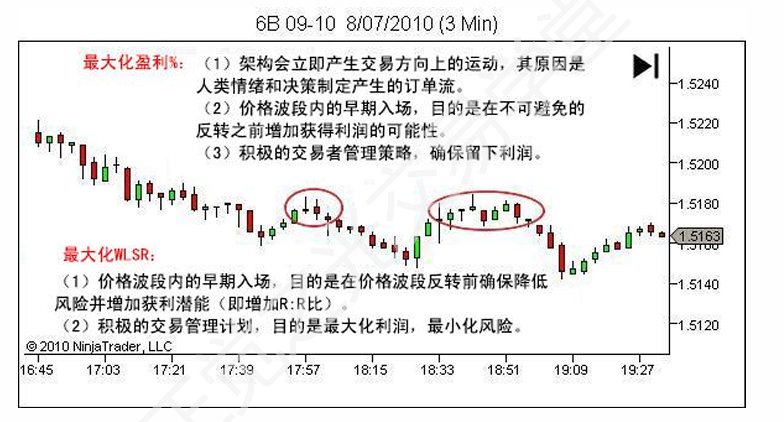 6B 09-10 8/07/2010 (3 Min)
最大化盈利%：（1）架构会立即产生交易方向上的运动，其原因是
人类情绪和决策制定产生的订单流。
（2）价格波段内的早期入场，目的是在不可避免的
反转之前增加获得利润的可能性。
（3）积极的交易者管理策略，确保留下利润。
1.5240
1.5220
1.5200
1.5180
1.5163
1.5160
1.5140
1.5120
最大化WLSR:
（1）价格波段内的早期入场，目的是在价格波段反转前确保降低
风险并增加获利潜能（即增加R:R比）。
（2）积极的交易管理计划，目的是最大化利润，最小化风险。
© 2010 NinjaTrader, LLC
16:45 17:03 17:21 17:39 17:57 18:15 18:33 18:51 19:09 19:27